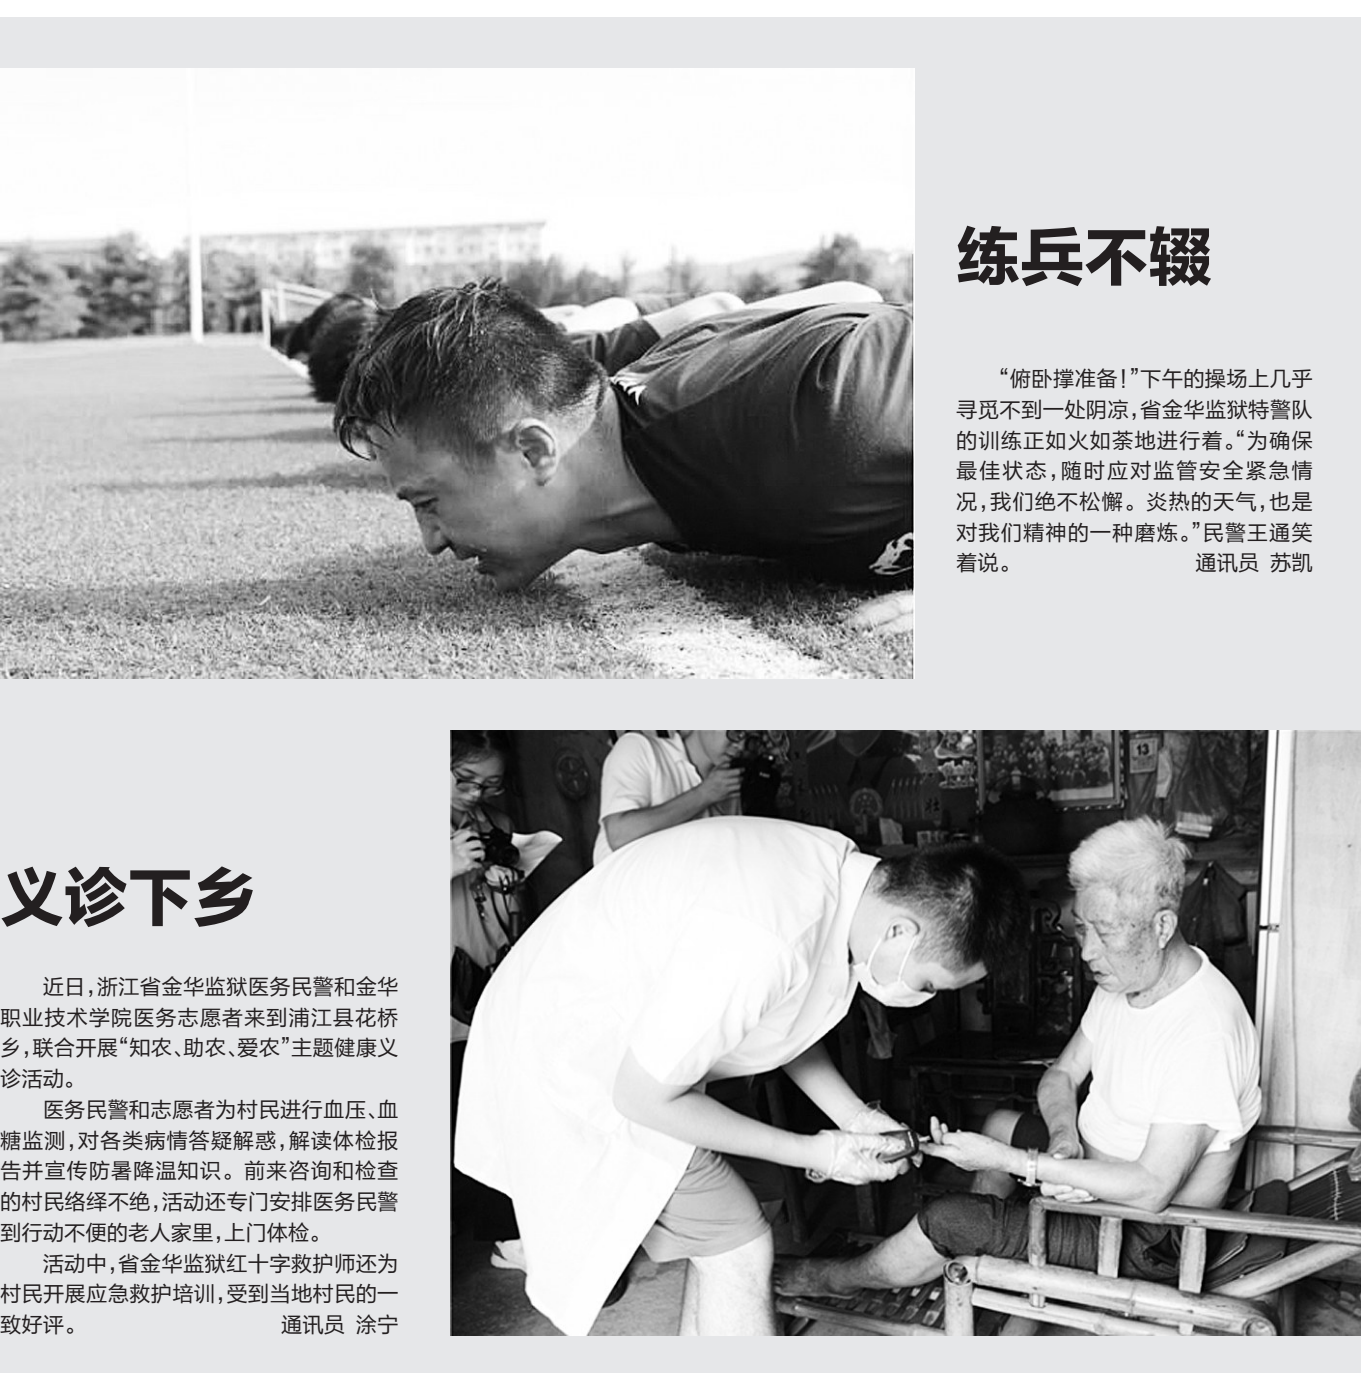 练兵不辍
“俯卧撑准备！”下午的操场上几乎
寻觅不到一处阴凉，省金华监狱特警队
的训练正如火如荼地进行着。“为确保
最佳状态，随时应对监管安全紧急情
况，我们绝不松懈。炎热的天气，也是
对我们精神的一种磨炼。”民警王通笑
着说。 通讯员 苏凯
13
义诊下乡
近日，浙江省金华监狱医务民警和金华
职业技术学院医务志愿者来到浦江县花桥
乡，联合开展“知农、助农、爱农”主题健康义
诊活动。
医务民警和志愿者为村民进行血压、血
糖监测，对各类病情答疑解惑，解读体检报
告并宣传防暑降温知识。前来咨询和检查
的村民络绎不绝，活动还专门安排医务民警
到行动不便的老人家里，上门体检。
活动中，省金华监狱红十字救护师还为
村民开展应急救护培训，受到当地村民的一
致好评。 通讯员 涂宁